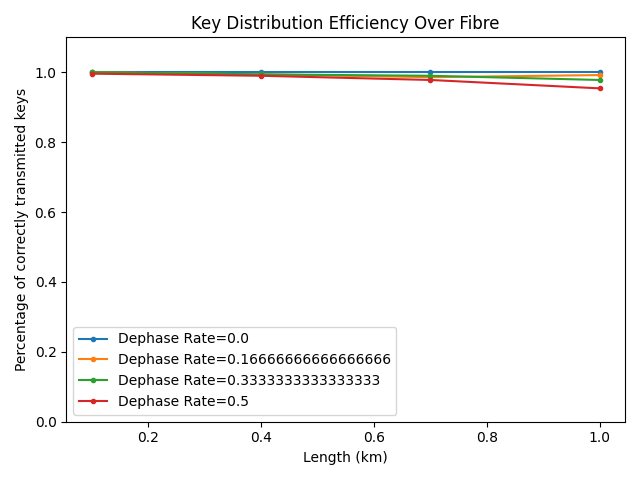 Key Distribution Efficiency Over Fibre
Percentage of correctly transmitted keys
1.0
0.8
0.6
0.4
0.2
0.0
Dephase Rate=0.0
Dephase Rate=0.16666666666666666
Dephase Rate=0.3333333333333333
Dephase Rate=0.5
0.2 0.4 0.6 0.8 1.0
Length (km)